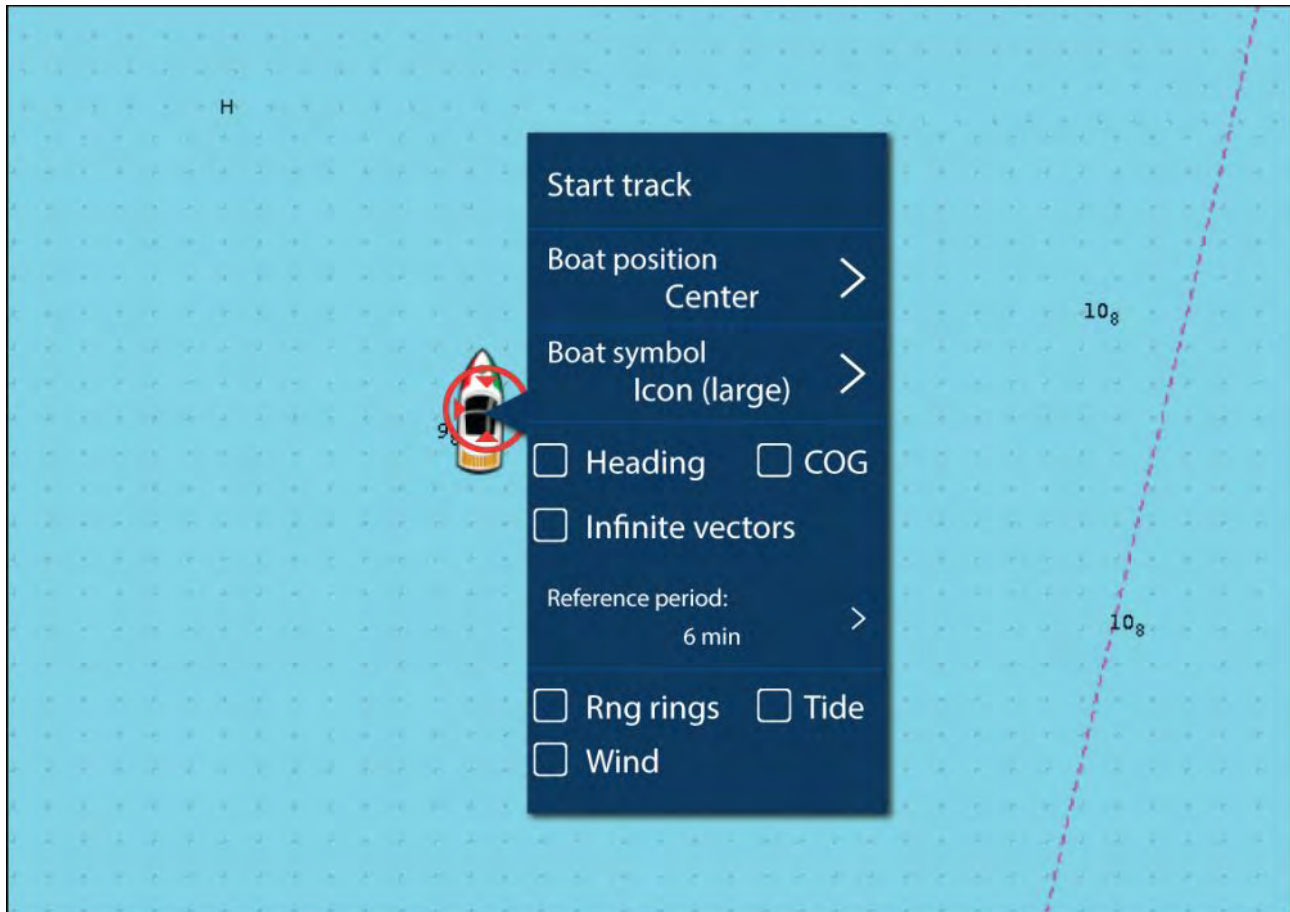 H
Start track
Boat position
Center
10₈
Boat symbol
Icon (large)
Heading COG
Infinite vectors
Reference period:
6 min
10₈
Rng rings Tide
Wind